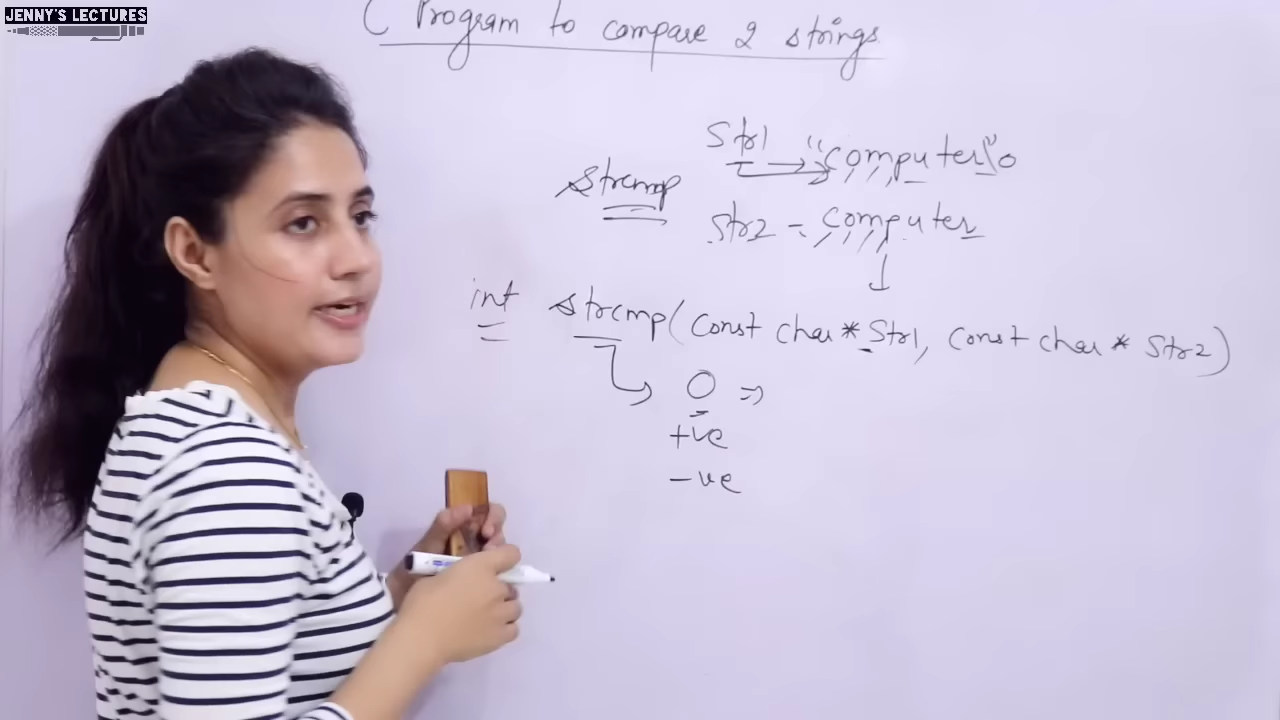 JENNY'S LECTURES
C Program to compare 2 strings
Str1 "computer\0"
strcmp
str2 - computer
int strcmp(const char* Str1, const char* Str2)
0 =>
+ve
-ve